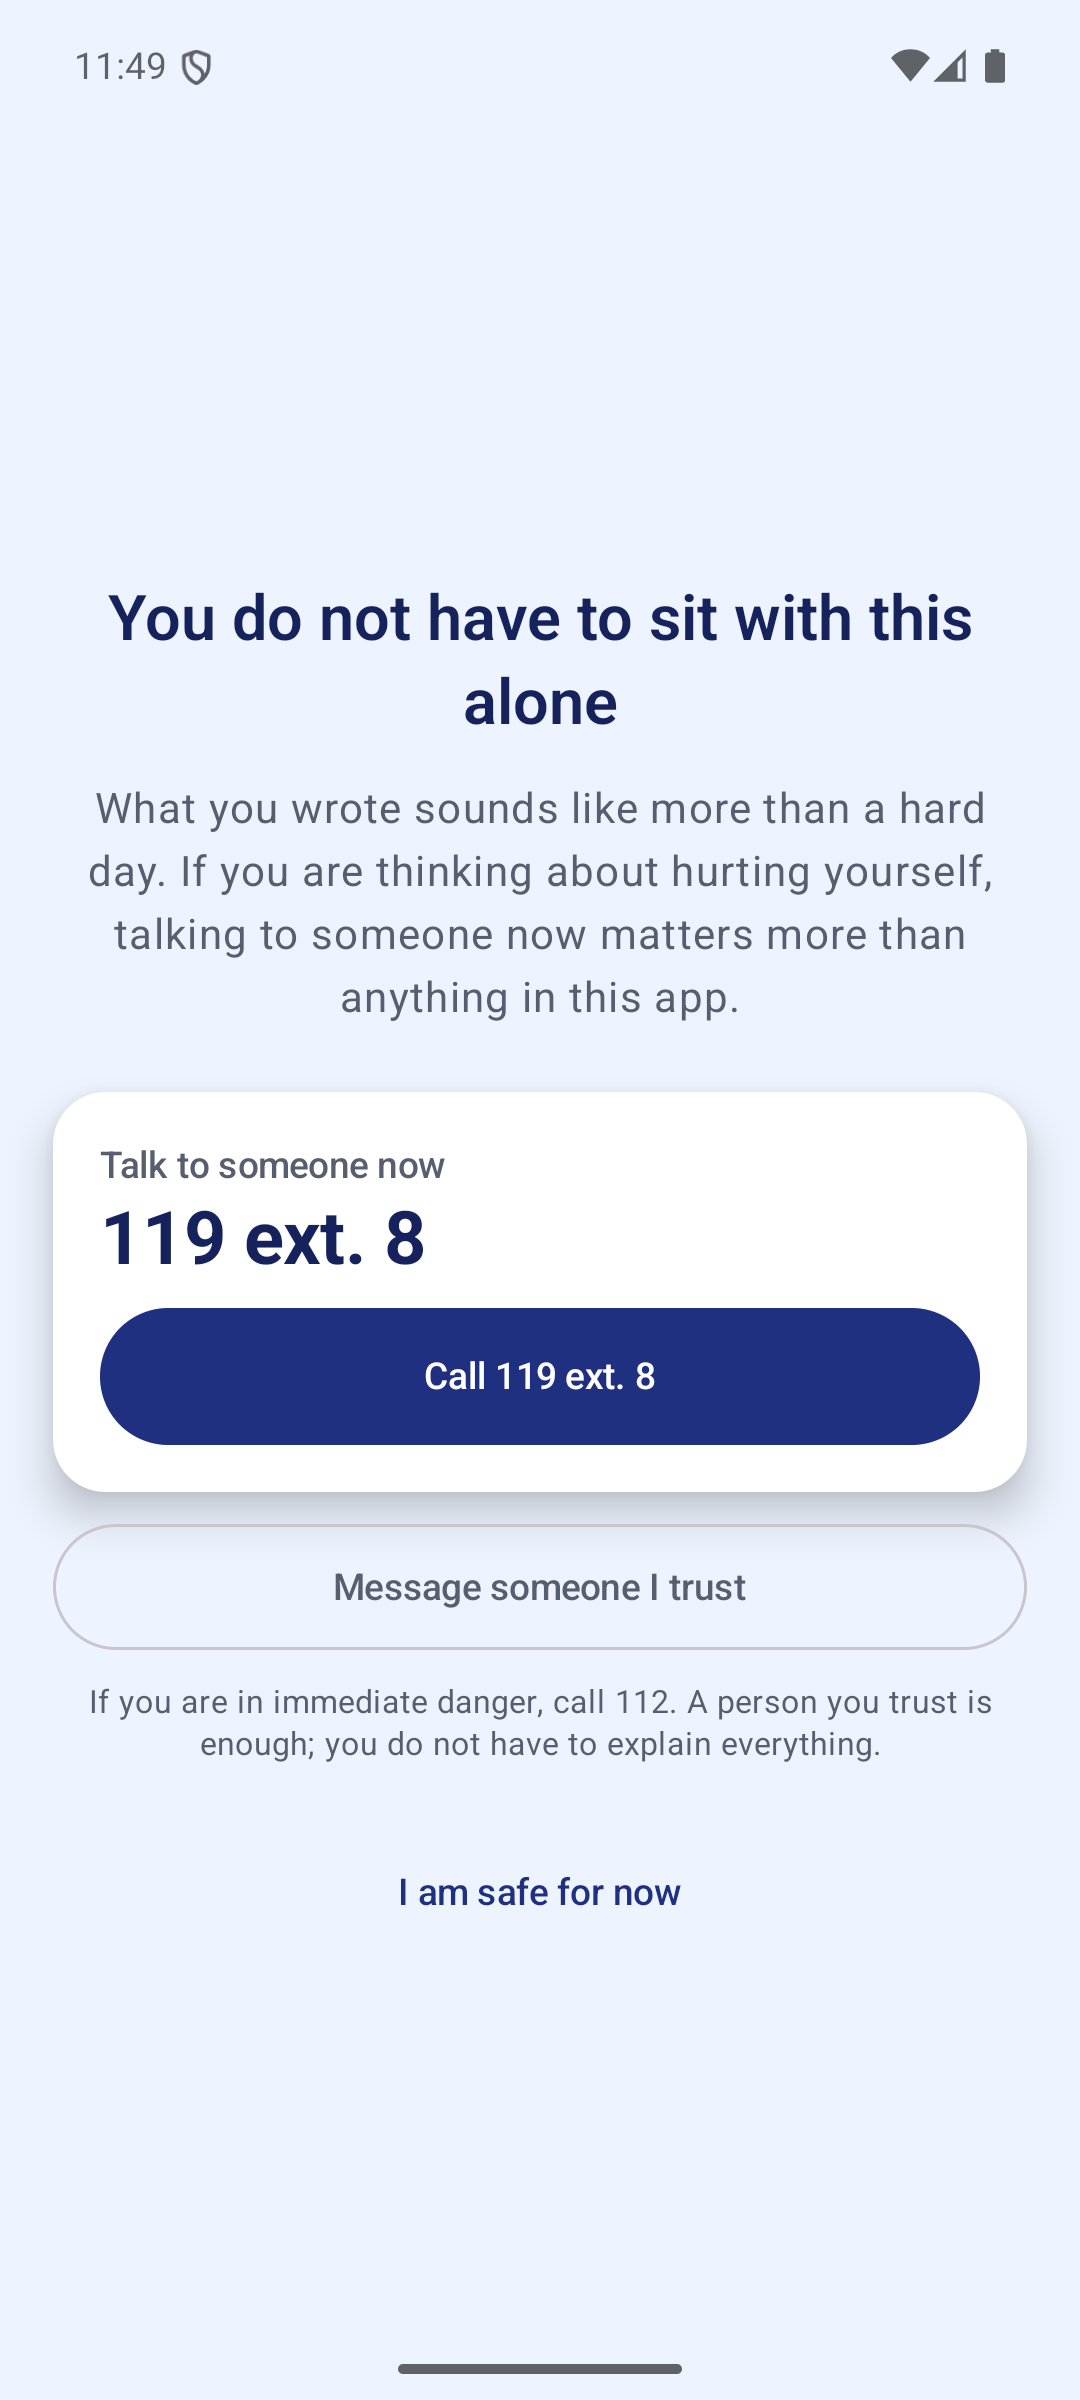 11:49
You do not have to sit with this
alone
What you wrote sounds like more than a hard
day. If you are thinking about hurting yourself,
talking to someone now matters more than
anything in this app.
Talk to someone now
119 ext. 8
Call 119 ext. 8
Message someone I trust
If you are in immediate danger, call 112. A person you trust is
enough; you do not have to explain everything.
I am safe for now